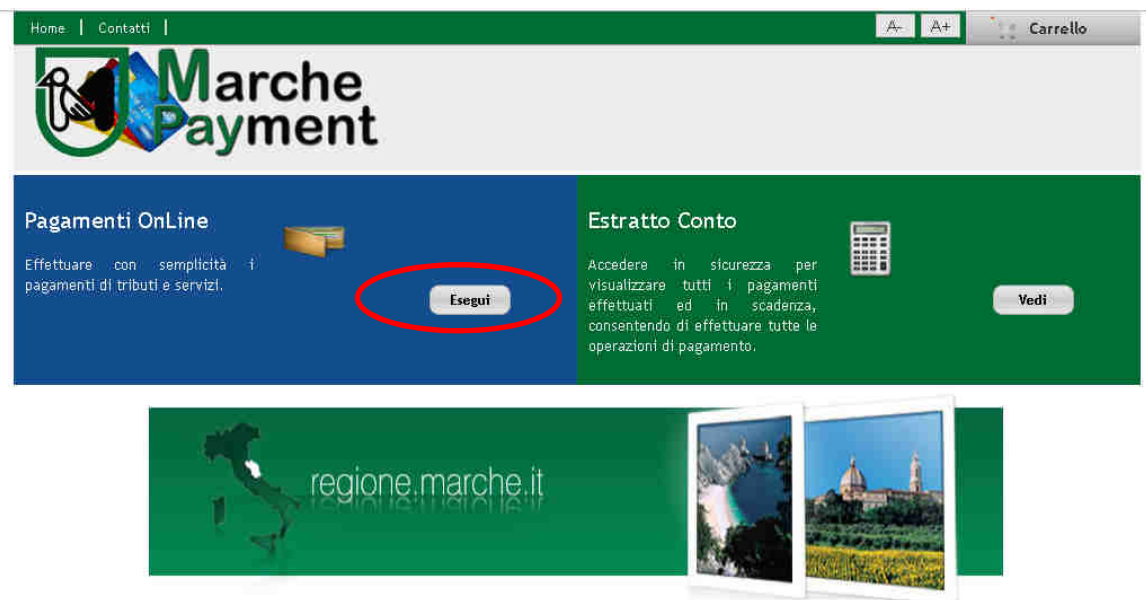 Home | Contatti |
A- A+ Carrello
Marche
Payment
Pagamenti OnLine
Effettuare con semplicità i
pagamenti di tributi e servizi.
Esegui
Estratto Conto
Accedere in sicurezza per
visualizzare tutti i pagamenti
effettuati ed in scadenza,
consentendo di effettuare tutte le
operazioni di pagamento.
Vedi
regione.marche.it